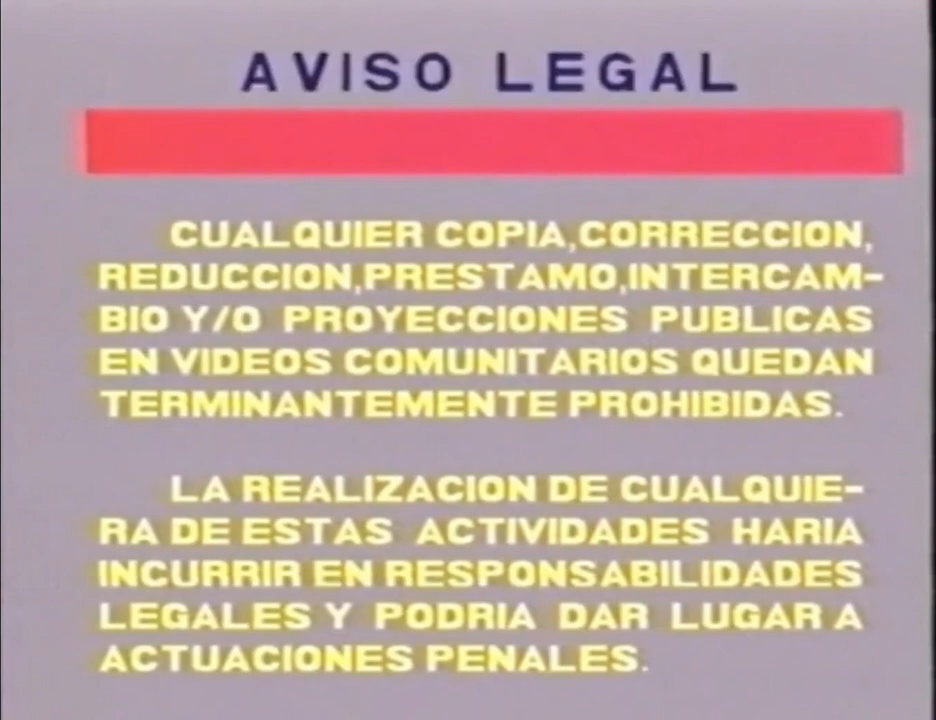 AVISO LEGAL
CUALQUIER COPIA,CORRECCION,
REDUCCION,PRESTAMO,INTERCAM-
BIO Y/O PROYECCIONES PUBLICAS
EN VIDEOS COMUNITARIOS QUEDAN
TERMINANTEMENTE PROHIBIDAS.
LA REALIZACION DE CUALQUIE-
RA DE ESTAS ACTIVIDADES HARIA
INCURRIR EN RESPONSABILIDADES
LEGALES Y PODRIA DAR LUGAR A
ACTUACIONES PENALES.